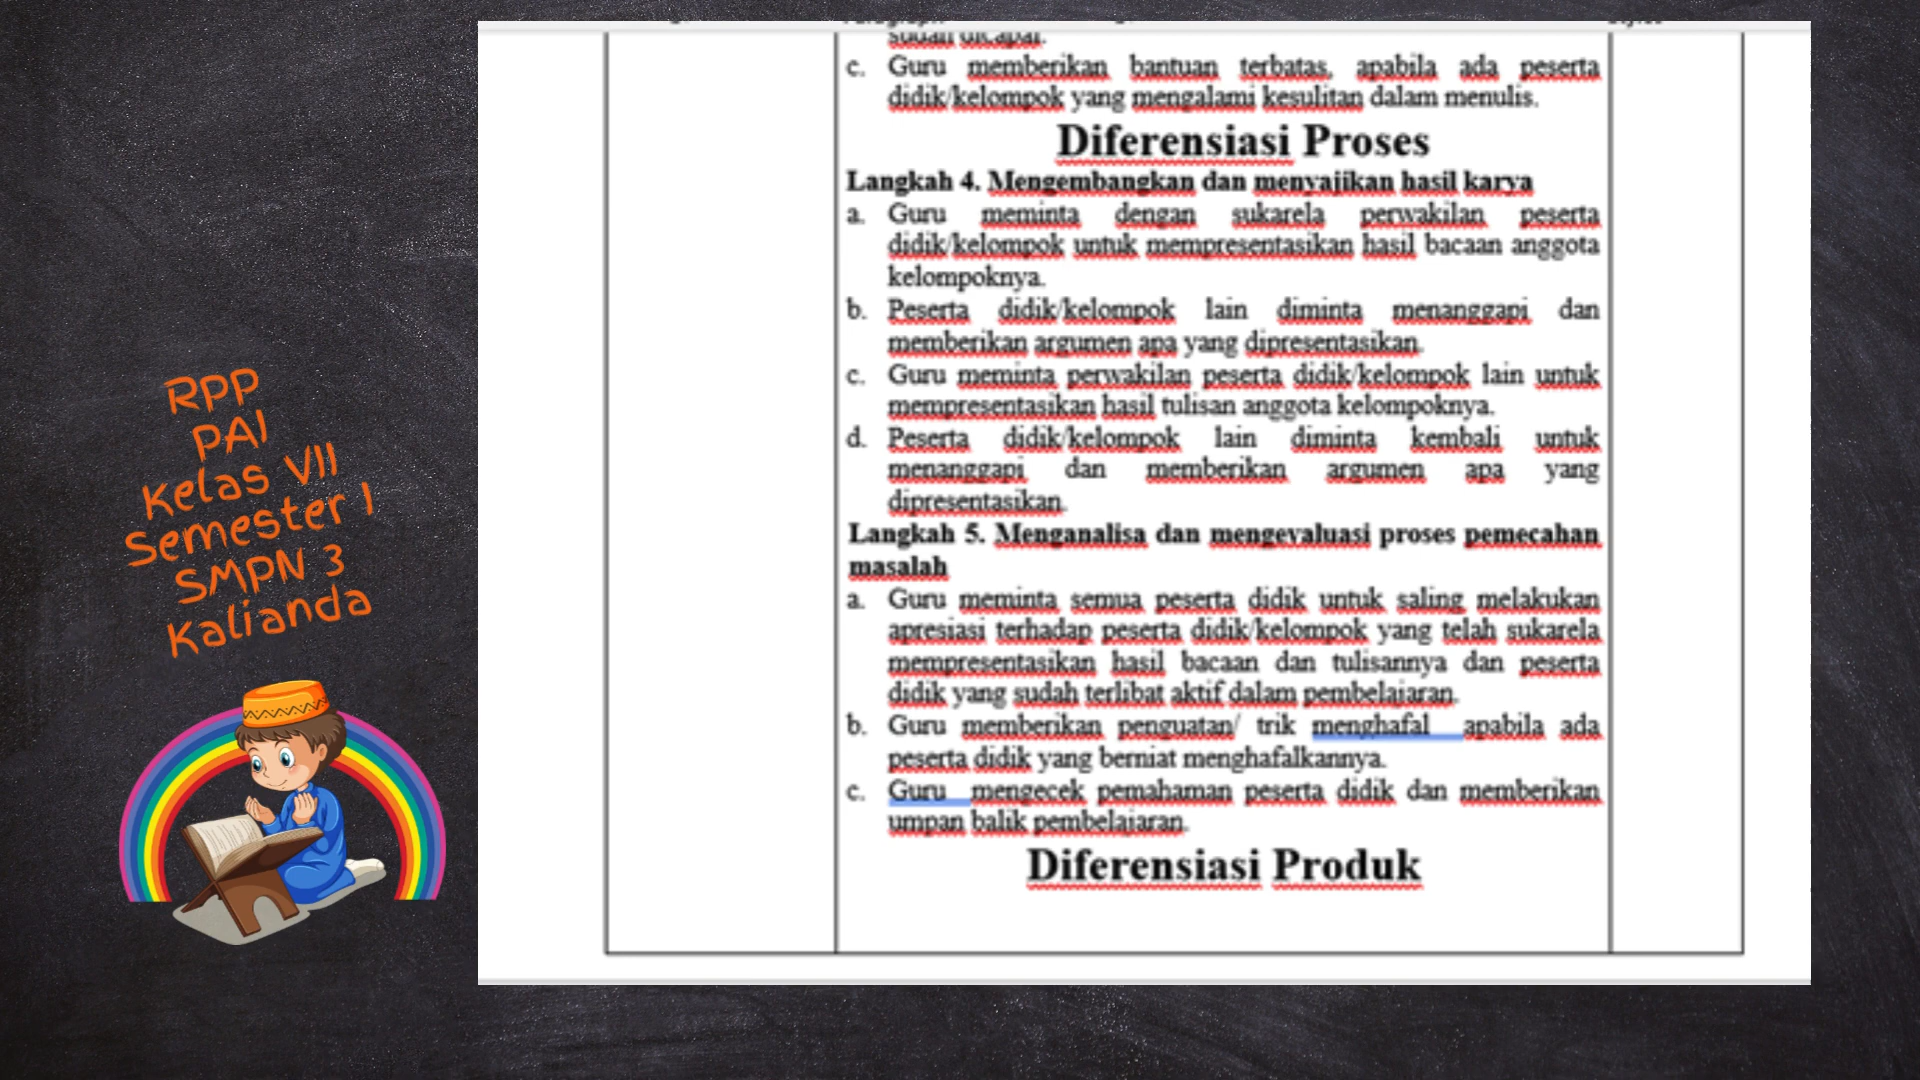 RPP
PAI
Kelas VII
Semester 1
SMPN 3
Kalianda
sudah dicapai.
c. Guru memberikan bantuan terbatas, apabila ada peserta
didik/kelompok yang mengalami kesulitan dalam menulis.
Diferensiasi Proses
Langkah 4. Mengembangkan dan menyajikan hasil karya
a. Guru meminta dengan sukarela perwakilan peserta
didik/kelompok untuk mempresentasikan hasil bacaan anggota
kelompoknya.
b. Peserta didik/kelompok lain diminta menanggapi dan
memberikan argumen apa yang dipresentasikan.
c. Guru meminta perwakilan peserta didik/kelompok lain untuk
mempresentasikan hasil tulisan anggota kelompoknya.
d. Peserta didik/kelompok lain diminta kembali untuk
menanggapi dan memberikan argumen apa yang
dipresentasikan.
Langkah 5. Menganalisa dan mengevaluasi proses pemecahan
masalah
a. Guru meminta semua peserta didik untuk saling melakukan
apresiasi terhadap peserta didik/kelompok yang telah sukarela
mempresentasikan hasil bacaan dan tulisannya dan peserta
didik yang sudah terlibat aktif dalam pembelajaran.
b. Guru memberikan penguatan/ trik menghafal apabila ada
peserta didik yang berniat menghafalkannya.
c. Guru mengecek pemahaman peserta didik dan memberikan
umpan balik pembelajaran.
Diferensiasi Produk